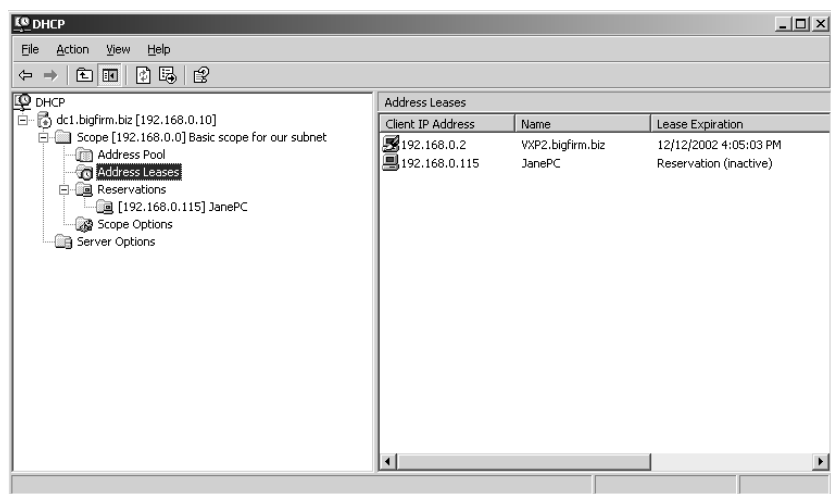 DHCP
File Action View Help
DHCP
dc1.bigfirm.biz [192.168.0.10]
Scope [192.168.0.0] Basic scope for our subnet
Address Pool
Address Leases
Reservations
[192.168.0.115] JanePC
Scope Options
Server Options
Address Leases
Client IP Address Name Lease Expiration
192.168.0.2 VXP2.bigfirm.biz 12/12/2002 4:05:03 PM
192.168.0.115 JanePC Reservation (inactive)